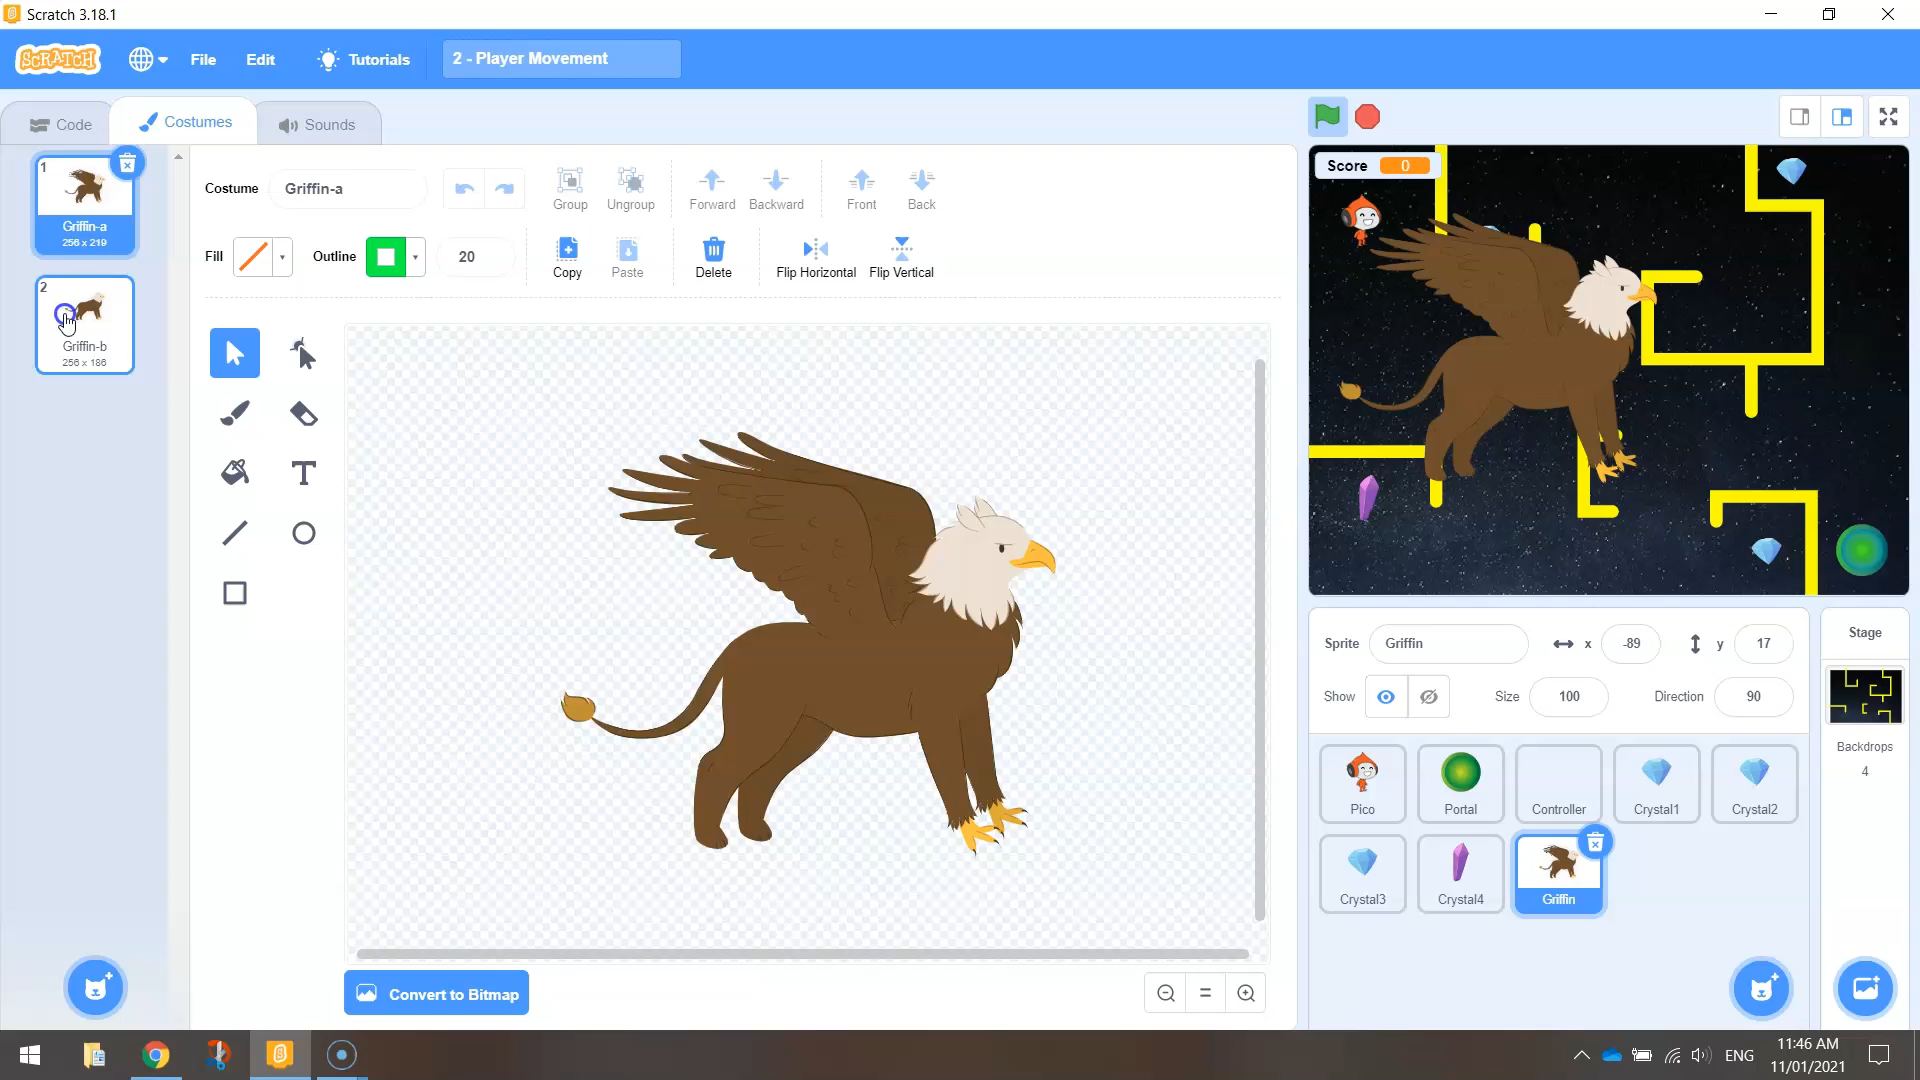 Scratch 3.18.1
SCRATCH
File
Edit
Tutorials
2 - Player Movement
Code
Costumes
Sounds
1
Griffin-a
256 x 219
2
Griffin-b
256 x 186
Costume
Griffin-a
Group
Ungroup
Forward
Backward
Front
Back
Fill
Outline
20
Copy
Paste
Delete
Flip Horizontal
Flip Vertical
T
Convert to Bitmap
Score 0
Sprite
Griffin
x
-89
y
17
Show
Size
100
Direction
90
Stage
Backdrops
4
Pico
Portal
Controller
Crystal1
Crystal2
Crystal3
Crystal4
Griffin
ENG
11:46 AM
11/01/2021